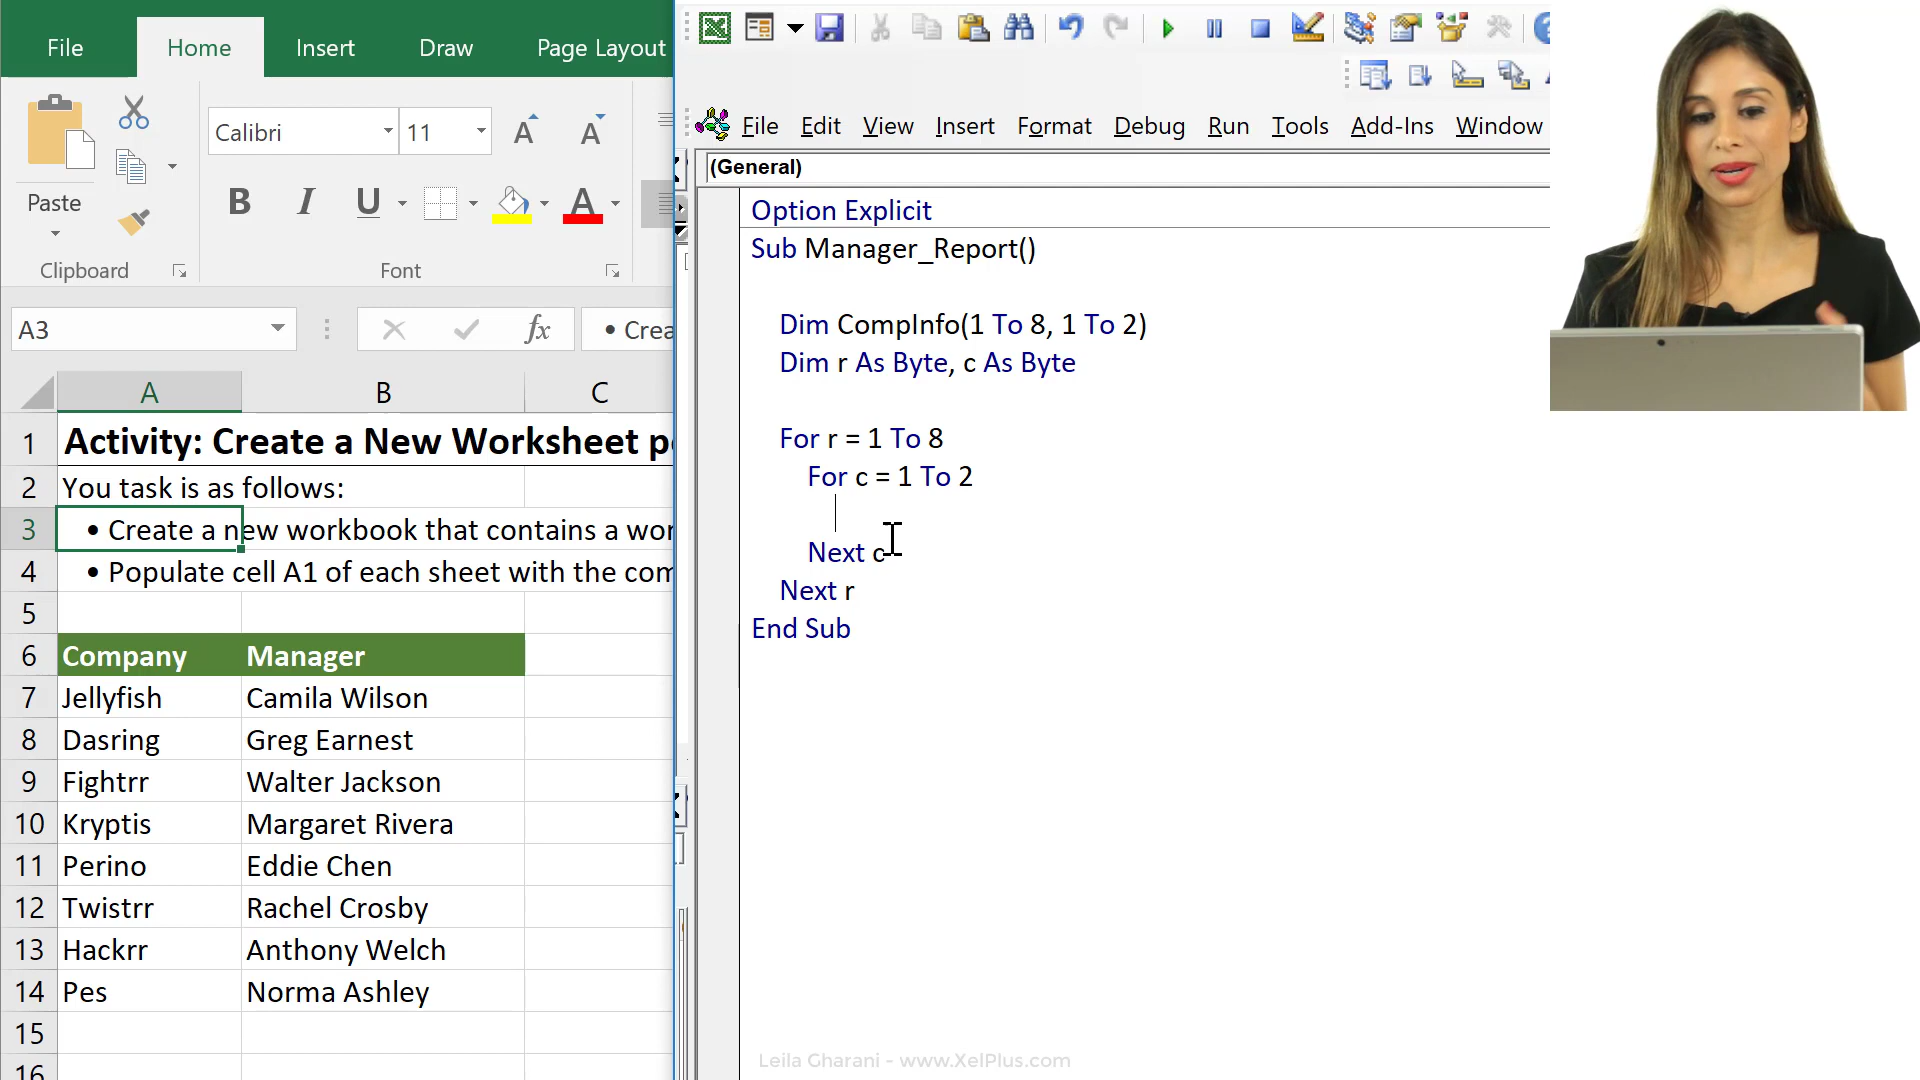 File Home Insert Draw Page Layout
Calibri 11
B I U A
Paste
Clipboard Font
A3 fx • Crea
A B C
1 Activity: Create a New Worksheet p
2 You task is as follows:
3 • Create a new workbook that contains a wor
4 • Populate cell A1 of each sheet with the com
5
6 Company Manager
7 Jellyfish Camila Wilson
8 Dasring Greg Earnest
9 Fightrr Walter Jackson
10 Kryptis Margaret Rivera
11 Perino Eddie Chen
12 Twistrr Rachel Crosby
13 Hackrr Anthony Welch
14 Pes Norma Ashley
15
16
File Edit View Insert Format Debug Run Tools Add-Ins Window
(General)
Option Explicit
Sub Manager_Report()
Dim CompInfo(1 To 8, 1 To 2)
Dim r As Byte, c As Byte
For r = 1 To 8
For c = 1 To 2
Next c
Next r
End Sub
Leila Gharani - www.XelPlus.com